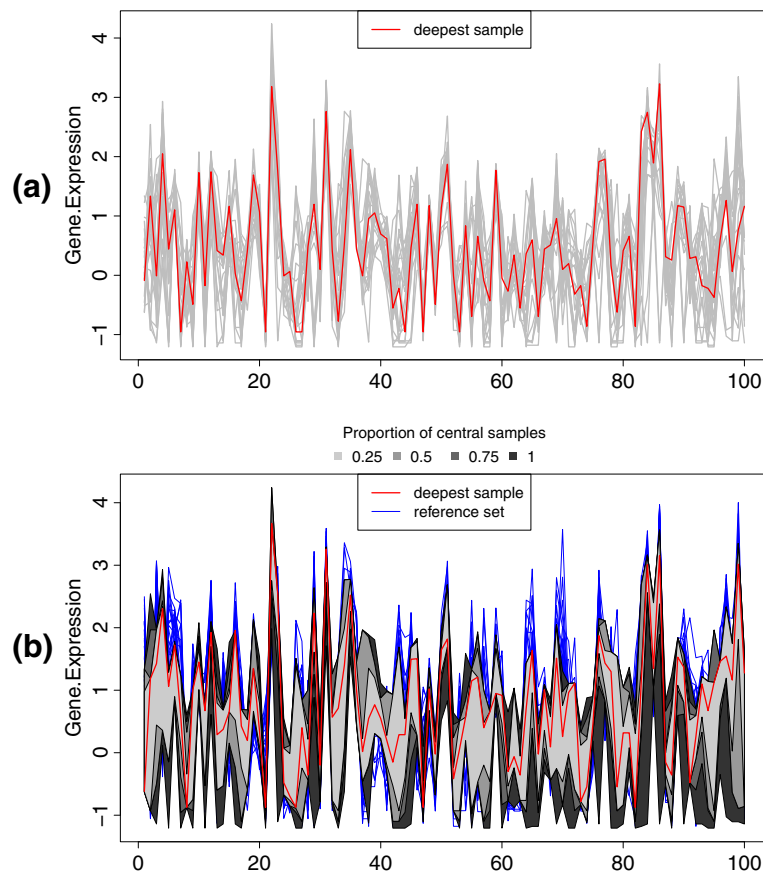 (a)
Gene.Expression
4
3
2
1
0
−1
deepest sample
0 20 40 60 80 100
Proportion of central samples
0.25 0.5 0.75 1
(b)
Gene.Expression
4
3
2
1
0
−1
deepest sample
reference set
0 20 40 60 80 100